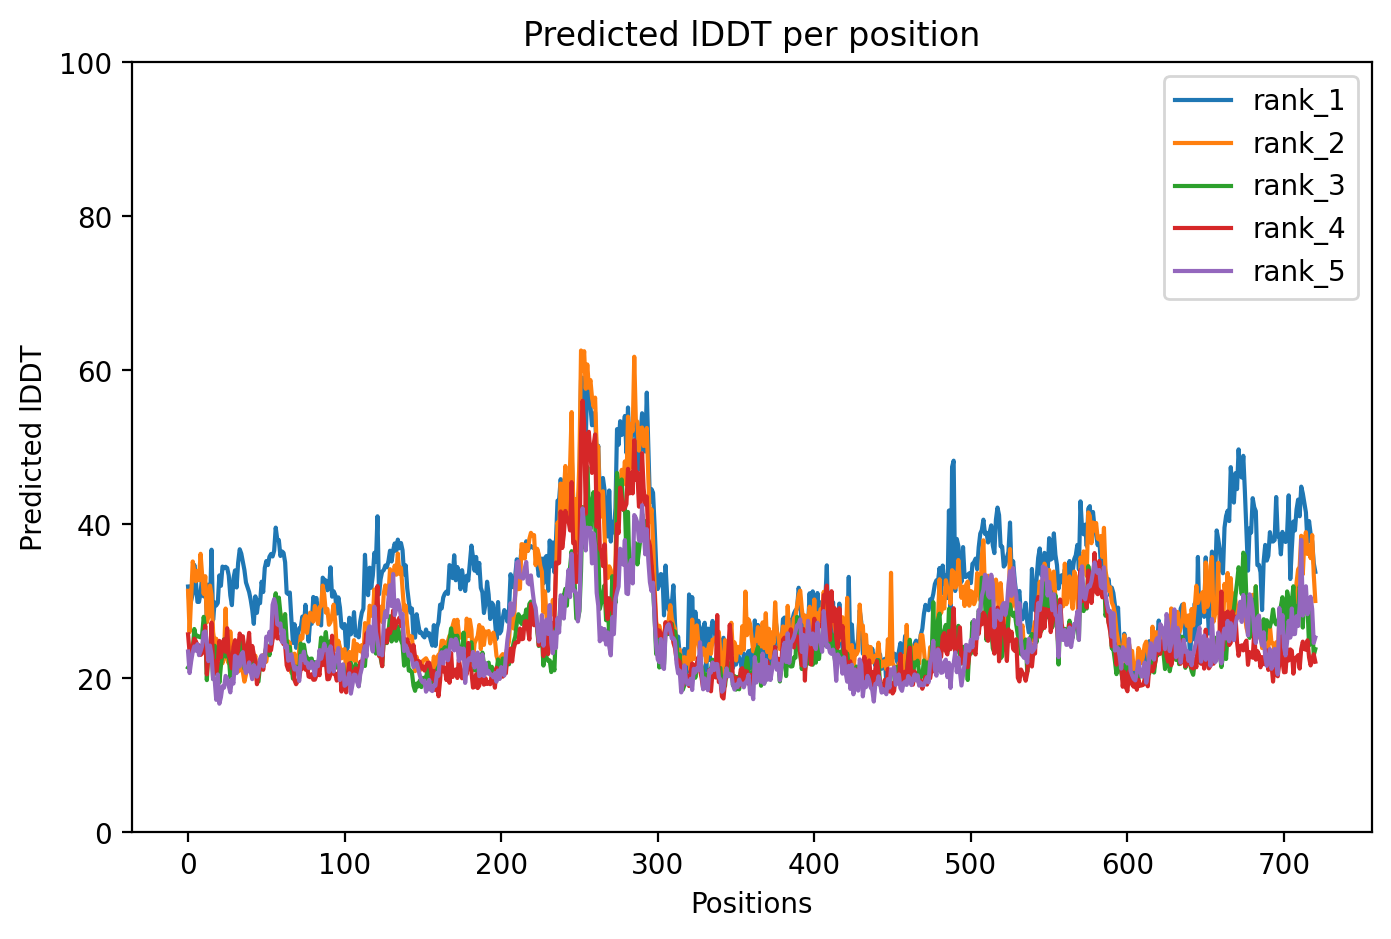 Predicted lDDT per position
100
80
60
40
20
0
Predicted lDDT
rank_1
rank_2
rank_3
rank_4
rank_5
0 100 200 300 400 500 600 700
Positions